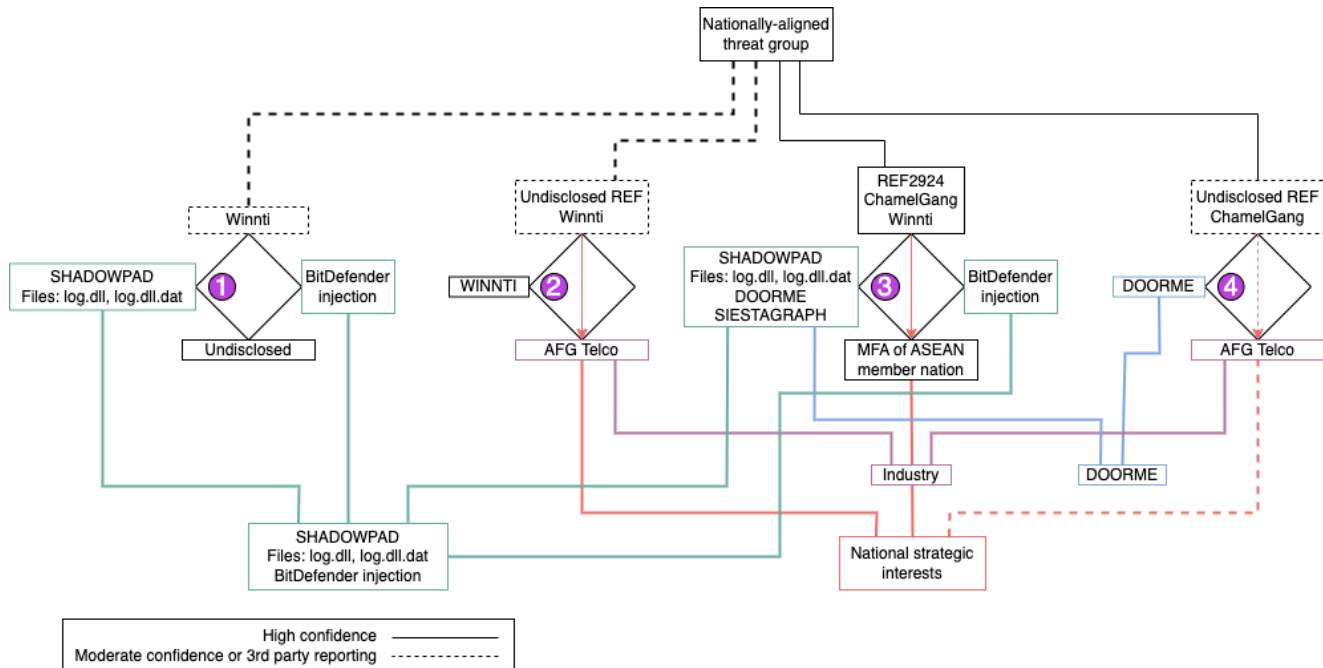 Nationally-aligned
threat group
Winnti
Undisclosed REF
Winnti
REF2924
ChamelGang
Winnti
Undisclosed REF
ChamelGang
SHADOWPAD
Files: log.dll, log.dll.dat
1
BitDefender
injection
Undisclosed
WINNTI
2
AFG Telco
SHADOWPAD
Files: log.dll, log.dll.dat
DOORME
SIESTAGRAPH
3
BitDefender
injection
MFA of ASEAN
member nation
DOORME
4
AFG Telco
Industry
DOORME
SHADOWPAD
Files: log.dll, log.dll.dat
BitDefender injection
National strategic
interests
High confidence
Moderate confidence or 3rd party reporting